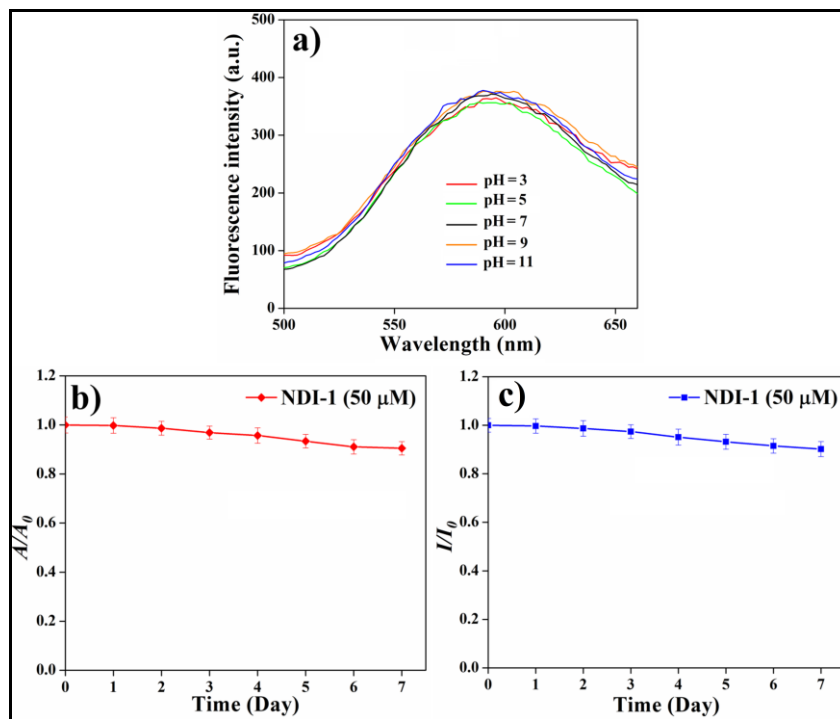 a)
500
400
300
200
100
0
Fluorescence intensity (a.u.)
pH = 3
pH = 5
pH = 7
pH = 9
pH = 11
500 550 600 650
Wavelength (nm)
b)
NDI-1 (50 μM)
1.2
1.0
0.8
0.6
0.4
0.2
0.0
A/A0
0 1 2 3 4 5 6 7
Time (Day)
c)
NDI-1 (50 μM)
1.2
1.0
0.8
0.6
0.4
0.2
0.0
I/I0
0 1 2 3 4 5 6 7
Time (Day)